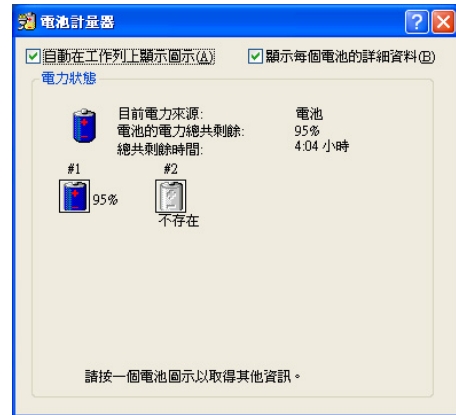 電池計量器
自動在工作列上顯示圖示(A) 顯示每個電池的詳細資料(B)
電力狀態
目前電力來源: 電池
電池的電力總共剩餘: 95%
總共剩餘時間: 4:04 小時
#1 #2
95%
不存在
請按一個電池圖示以取得其他資訊。